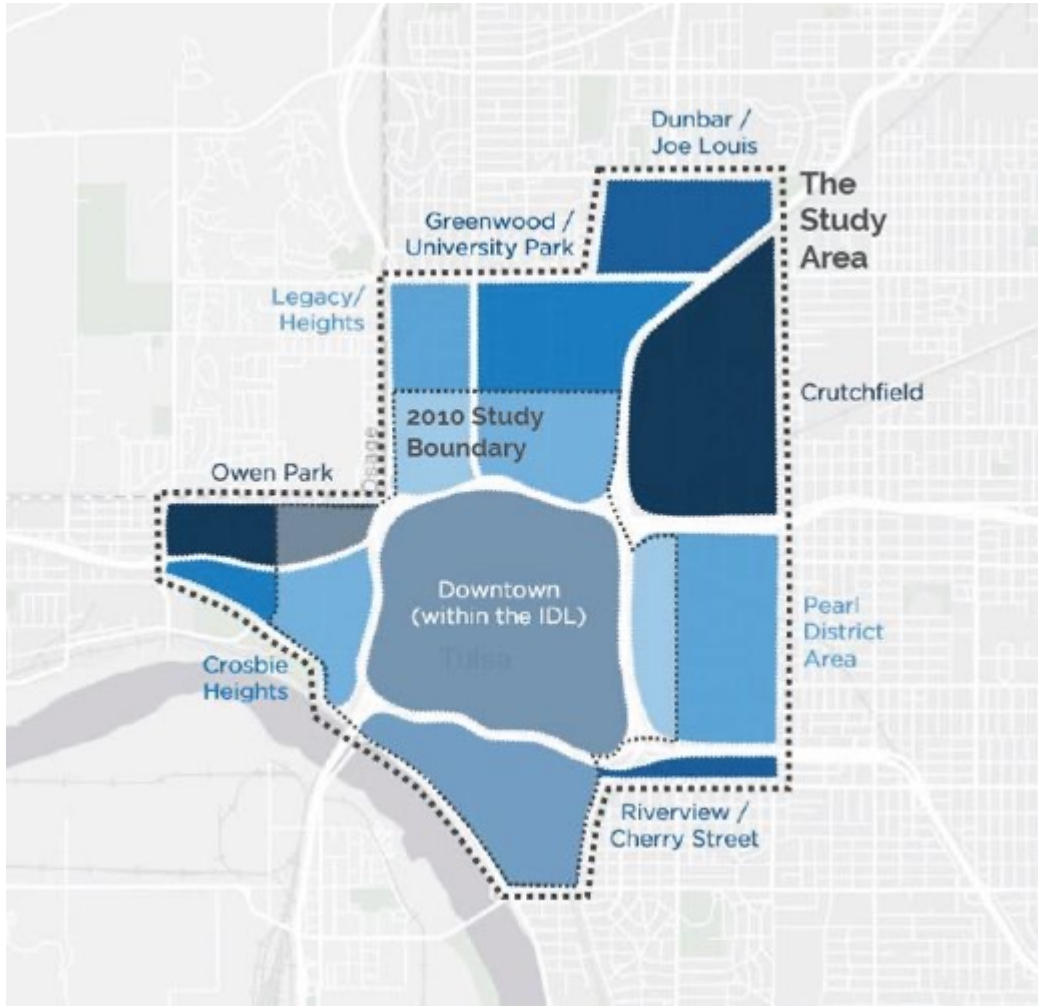 Dunbar /
Joe Louis
The
Study
Area
Greenwood /
University Park
Legacy/
Heights
Crutchfield
2010 Study
Boundary
Osage
Owen Park
Downtown
(within the IDL)
Tulsa
Pearl
District
Area
Crosbie
Heights
Riverview /
Cherry Street